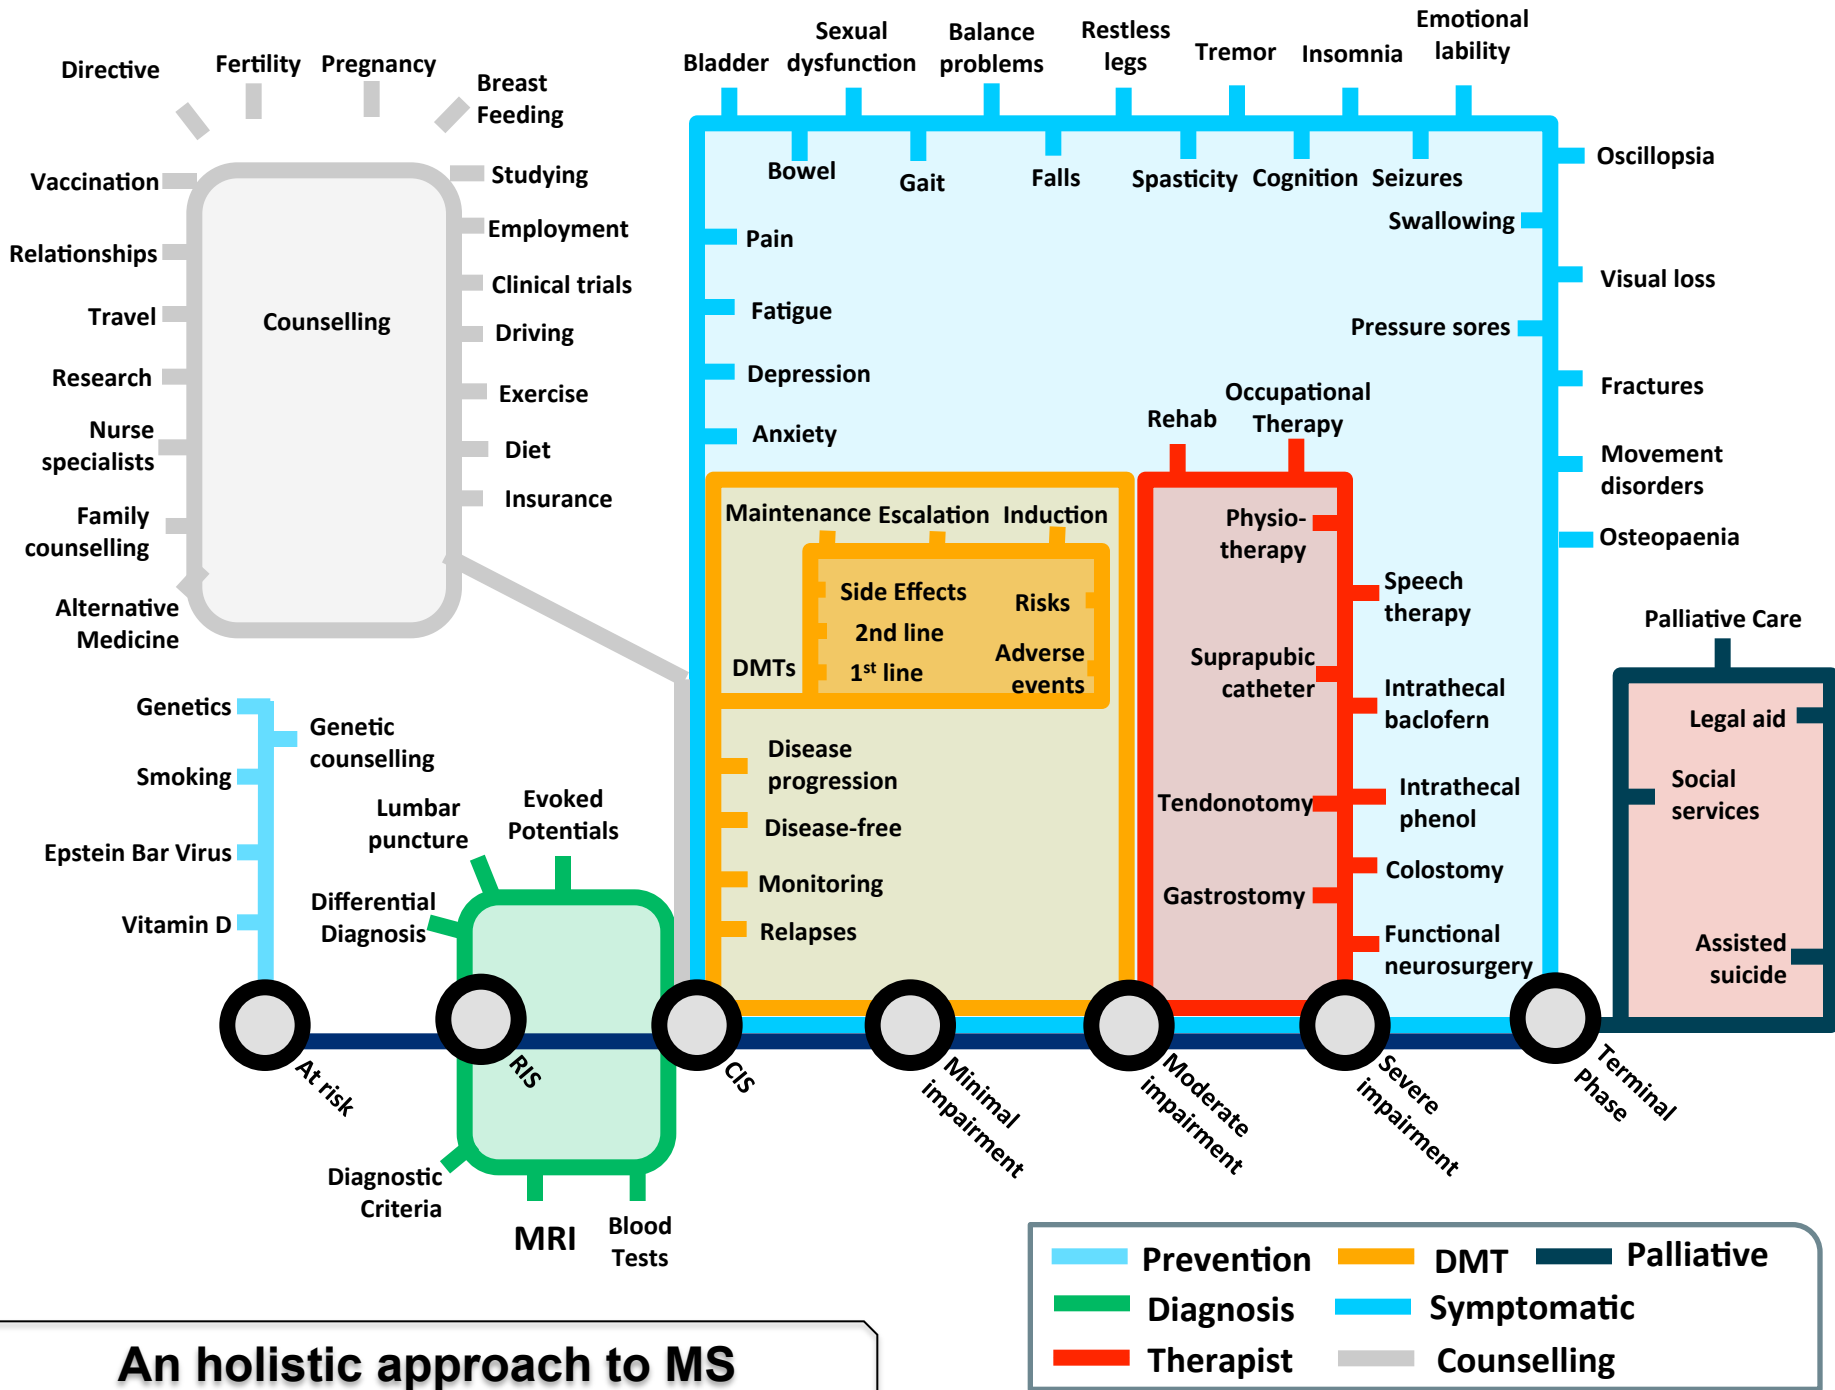 Directive
Fertility
Pregnancy
Breast
Feeding
Vaccination
Studying
Relationships
Employment
Travel
Clinical trials
Counselling
Driving
Research
Exercise
Nurse
specialists
Diet
Family
counselling
Insurance
Alternative
Medicine
Bladder
Sexual
dysfunction
Balance
problems
Restless
legs
Tremor
Insomnia
Emotional
lability
Bowel
Gait
Falls
Spasticity
Cognition
Seizures
Oscillopsia
Swallowing
Pain
Visual loss
Fatigue
Pressure sores
Depression
Fractures
Anxiety
Movement
disorders
Osteopaenia
Maintenance
Escalation
Induction
Side Effects
Risks
2nd line
DMTs
1st line
Adverse
events
Disease
progression
Disease-free
Monitoring
Relapses
Rehab
Occupational
Therapy
Physio-
therapy
Speech
therapy
Suprapubic
catheter
Intrathecal
baclofern
Tendonotomy
Intrathecal
phenol
Colostomy
Gastrostomy
Functional
neurosurgery
Palliative Care
Legal aid
Social
services
Assisted
suicide
Genetics
Genetic
counselling
Smoking
Epstein Bar Virus
Vitamin D
Lumbar
puncture
Evoked
Potentials
Differential
Diagnosis
Diagnostic
Criteria
MRI
Blood
Tests
At risk
RIS
CIS
Minimal
impairment
Moderate
impairment
Severe
impairment
Terminal
Phase
Prevention
DMT
Palliative
Diagnosis
Symptomatic
Therapist
Counselling
An holistic approach to MS